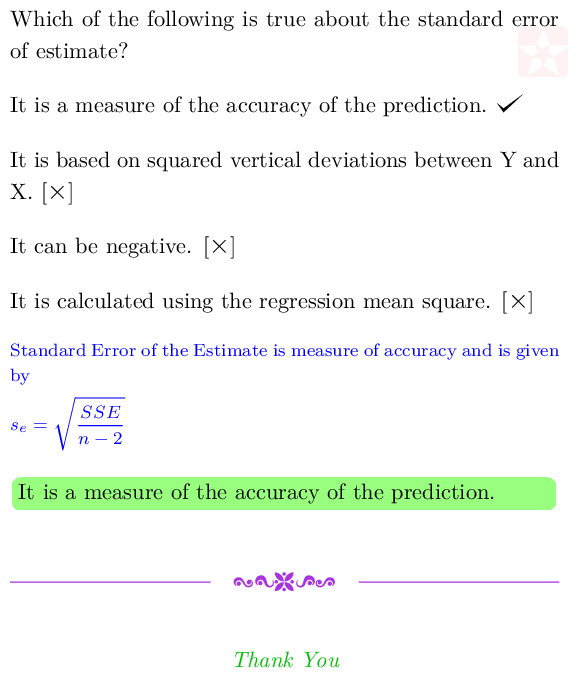 Which of the following is true about the standard error
of estimate?
It is a measure of the accuracy of the prediction. ✓
It is based on squared vertical deviations between Y and
X. [×]
It can be negative. [×]
It is calculated using the regression mean square. [×]
Standard Error of the Estimate is measure of accuracy and is given
by
s_e = √(SSE / (n − 2))
It is a measure of the accuracy of the prediction.
Thank You